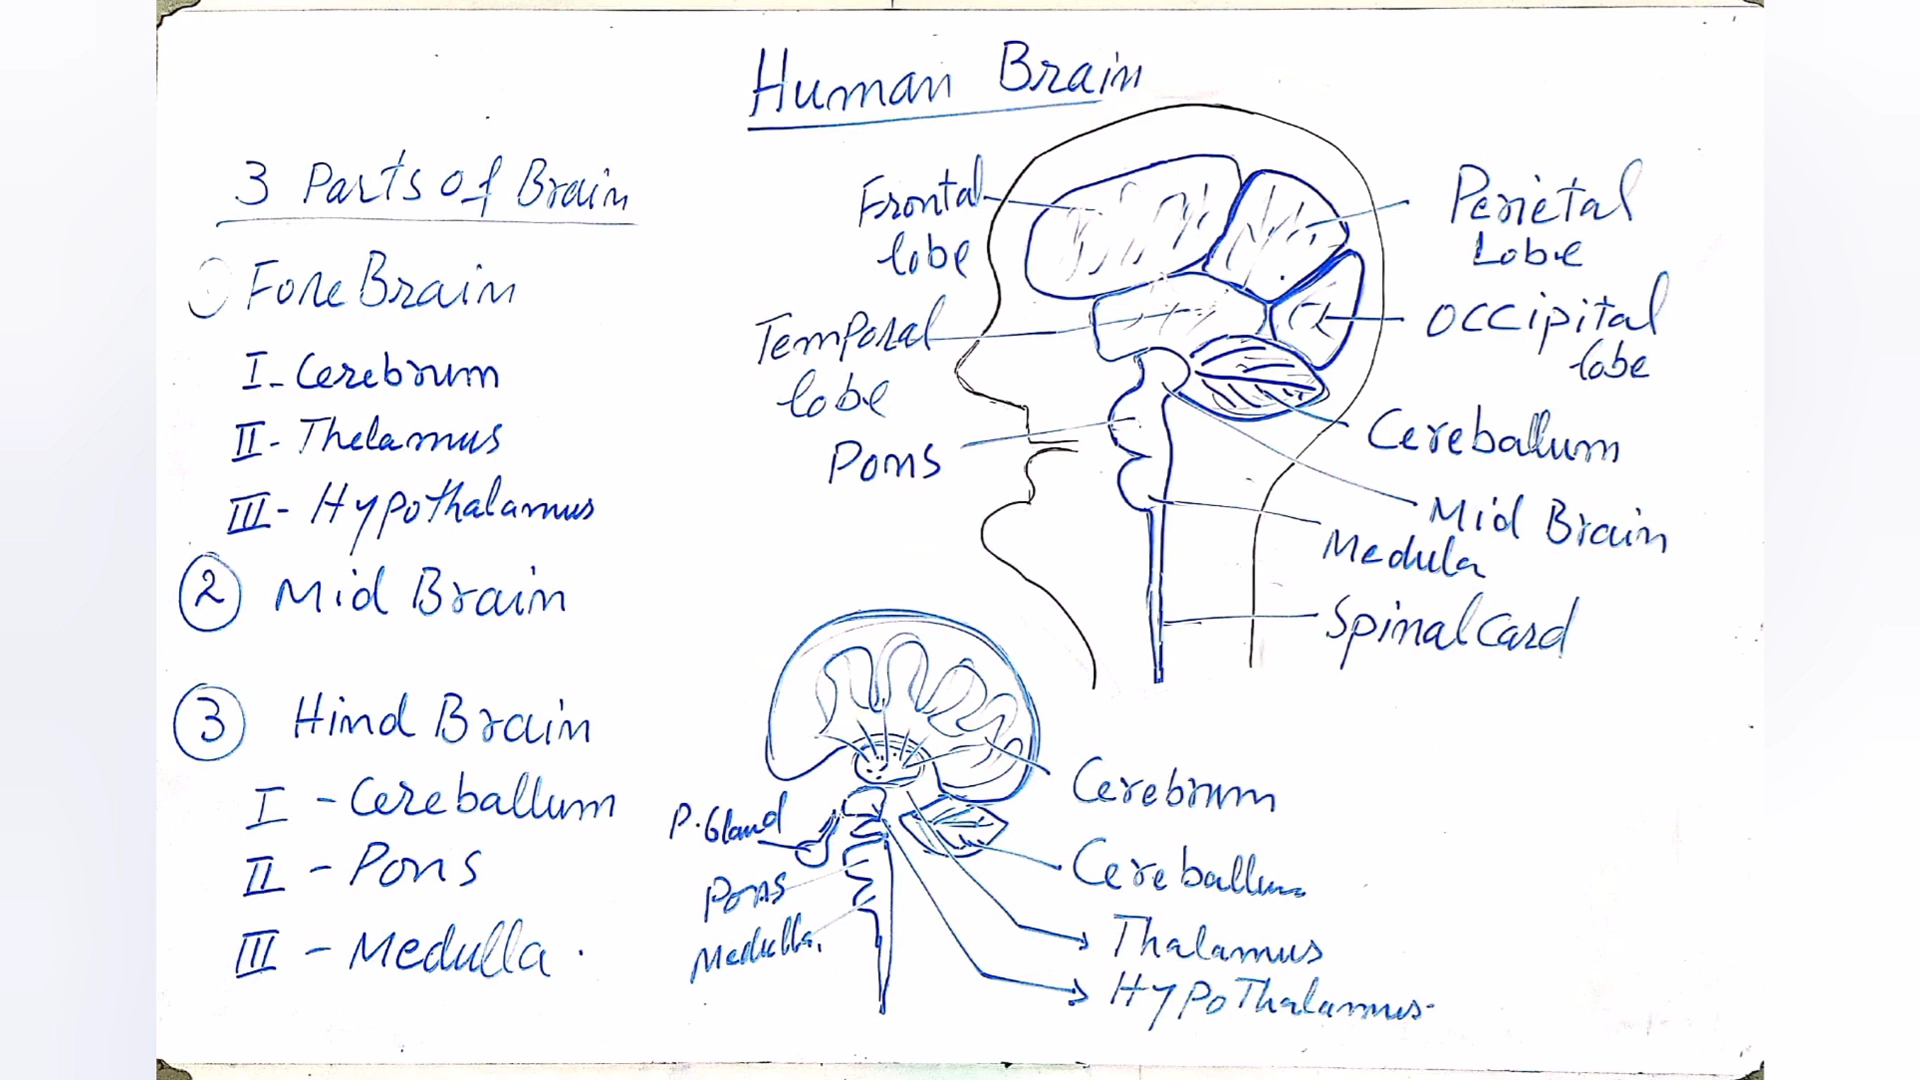 Human Brain
3 Parts of Brain
Fore Brain
I - Cerebrum
II - Thelamus
III - Hypothalamus
2 Mid Brain
3 Hind Brain
I - Cereballum
II - Pons
III - Medulla.
Frontal
lobe
Temporal
lobe
Pons
Perietal
Lobe
Occipital
lobe
Cereballum
Mid Brain
Medula
Spinal Card
P. Gland
Pons
Medulla.
Cerebrum
Cereballum
Thalamus
HypoThalamus